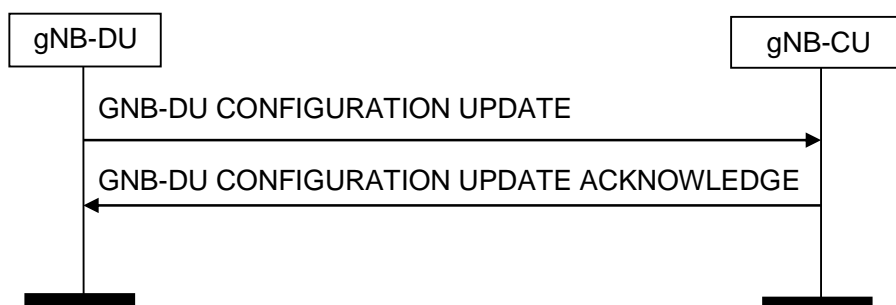 gNB-DU
gNB-CU
GNB-DU CONFIGURATION UPDATE
GNB-DU CONFIGURATION UPDATE ACKNOWLEDGE